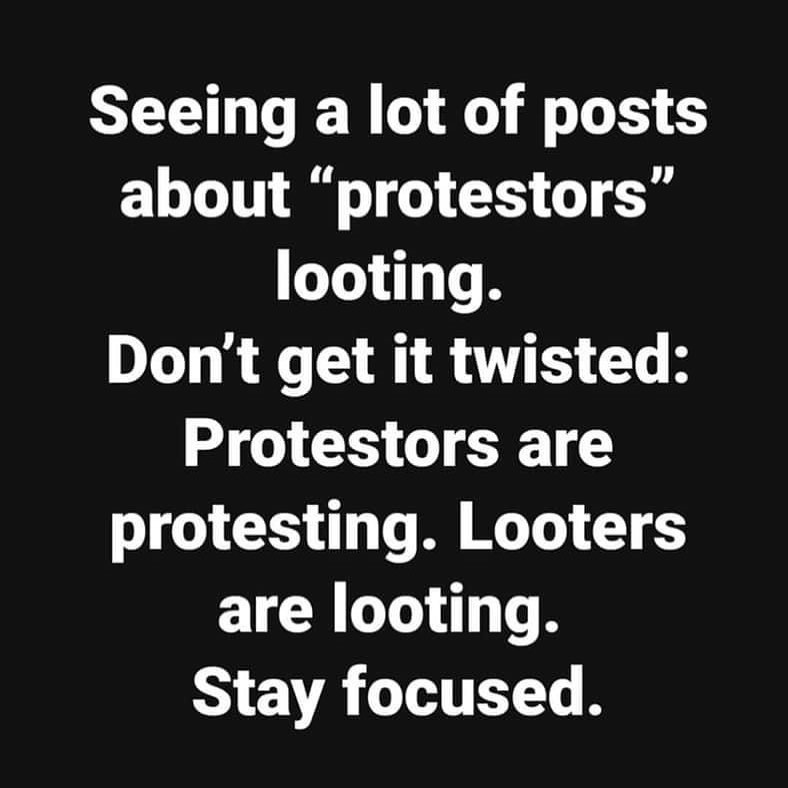 Seeing a lot of posts
about “protestors”
looting.
Don’t get it twisted:
Protestors are
protesting. Looters
are looting.
Stay focused.